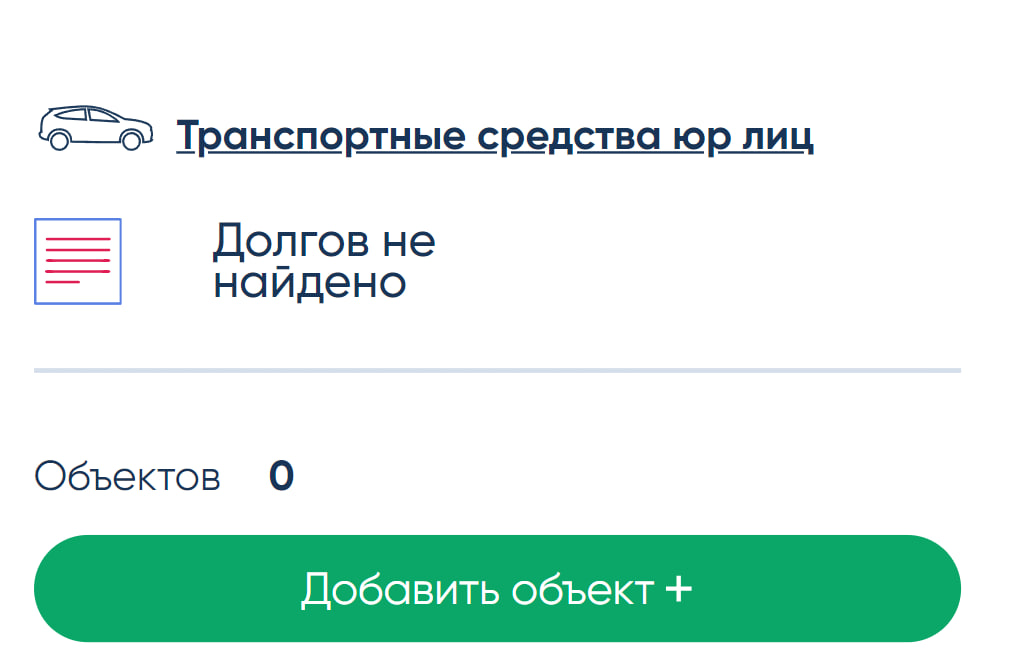 Транспортные средства юр лиц
Долгов не
найдено
Объектов 0
Добавить объект +